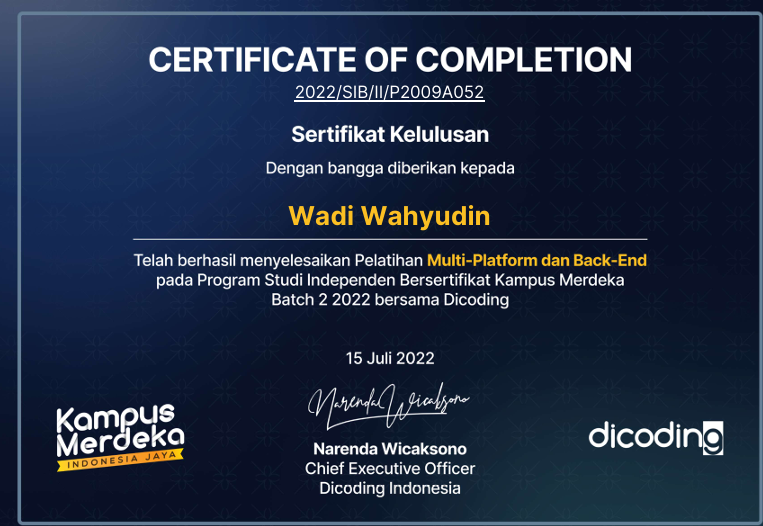 CERTIFICATE OF COMPLETION
2022/SIB/II/P2009A052
Sertifikat Kelulusan
Dengan bangga diberikan kepada
Wadi Wahyudin
Telah berhasil menyelesaikan Pelatihan Multi-Platform dan Back-End
pada Program Studi Independen Bersertifikat Kampus Merdeka
Batch 2 2022 bersama Dicoding
15 Juli 2022
Narenda Wicaksono
Kampus
Merdeka
INDONESIA JAYA
dicoding
Narenda Wicaksono
Chief Executive Officer
Dicoding Indonesia